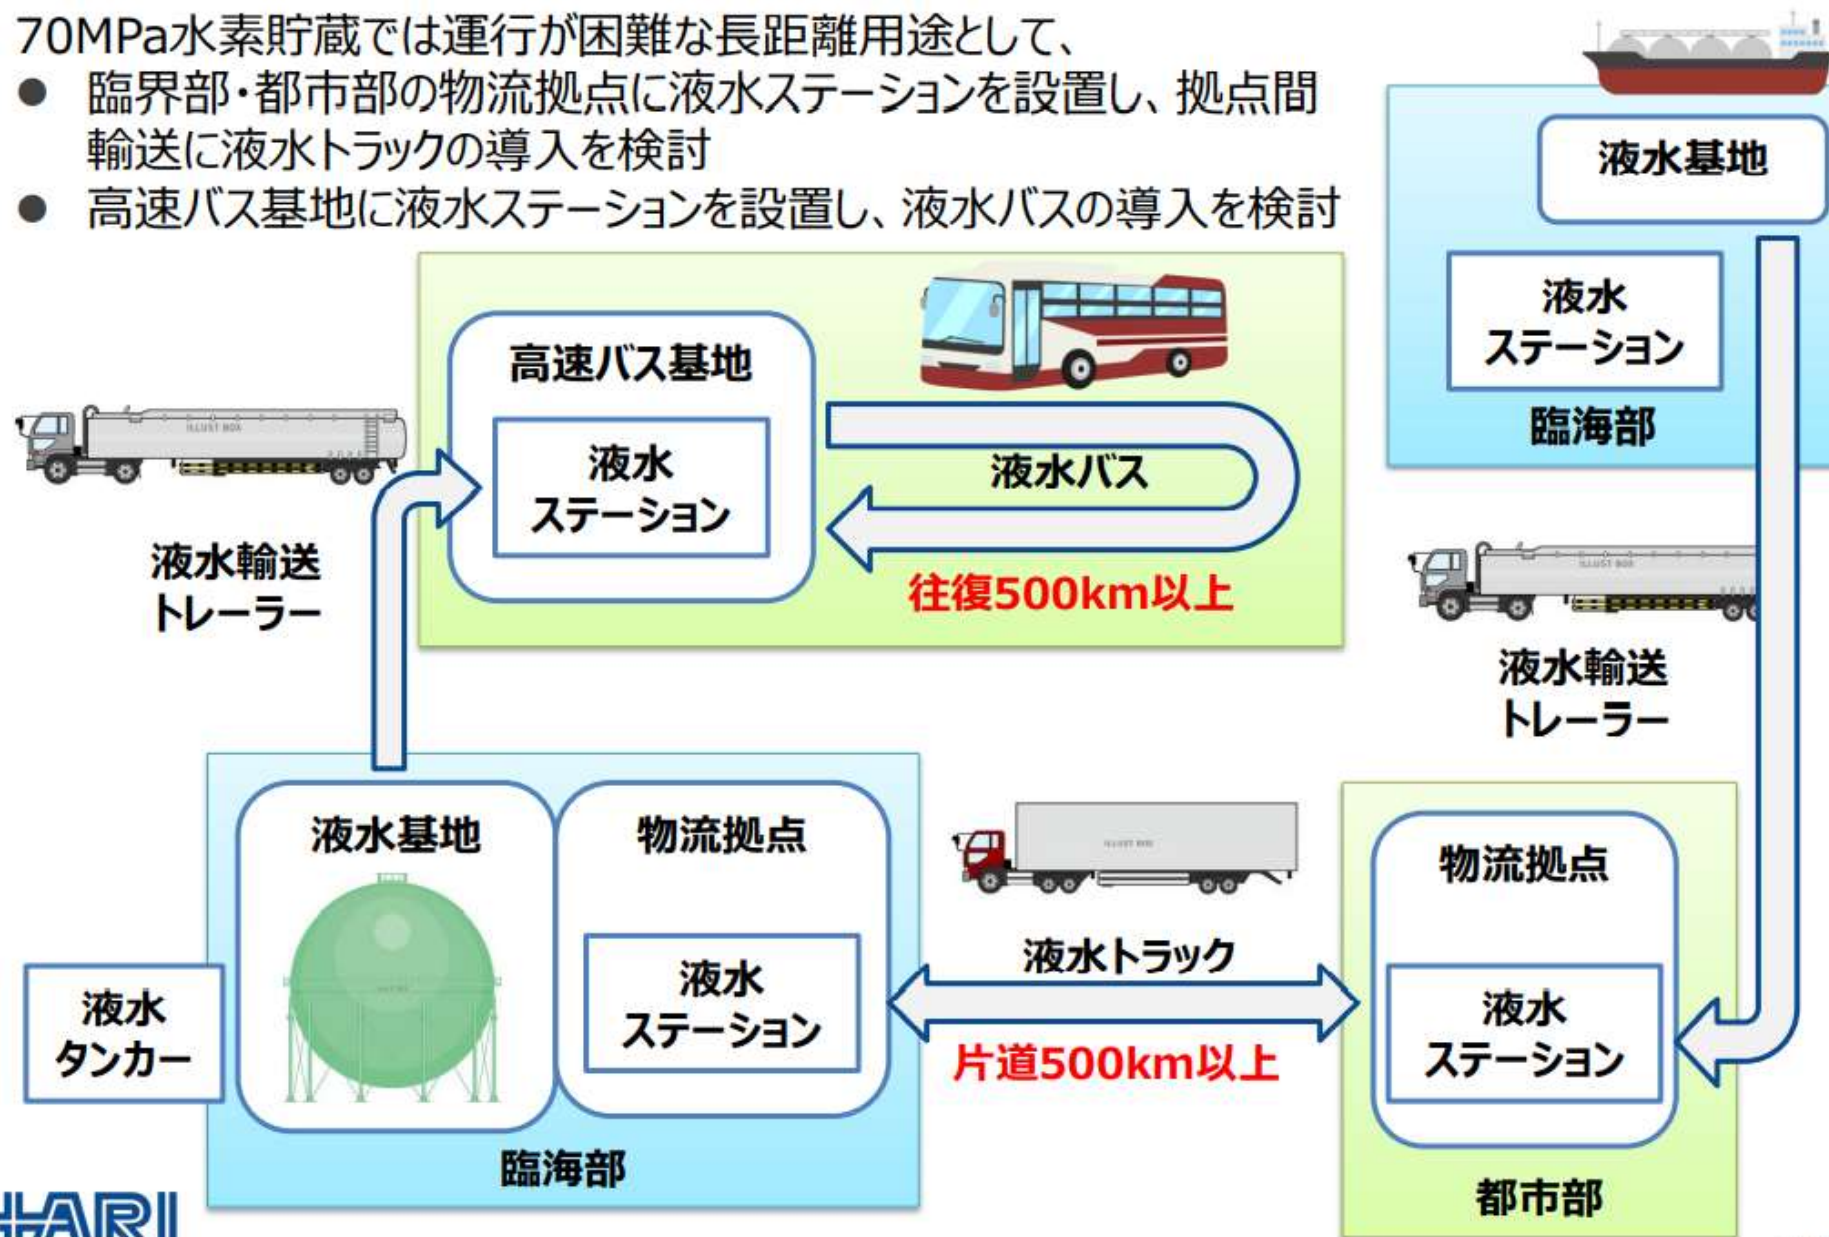 70MPa水素貯蔵では運行が困難な長距離用途として、
● 臨界部・都市部の物流拠点に液水ステーションを設置し、拠点間
輸送に液水トラックの導入を検討
● 高速バス基地に液水ステーションを設置し、液水バスの導入を検討
液水基地
液水
ステーション
臨海部
高速バス基地
液水
ステーション
液水バス
往復500km以上
ILLUST BOX
液水輸送
トレーラー
ILLUST BOX
液水輸送
トレーラー
液水基地
物流拠点
液水
ステーション
液水
タンカー
臨海部
ILLUST BOX
液水トラック
片道500km以上
物流拠点
液水
ステーション
都市部
HARI